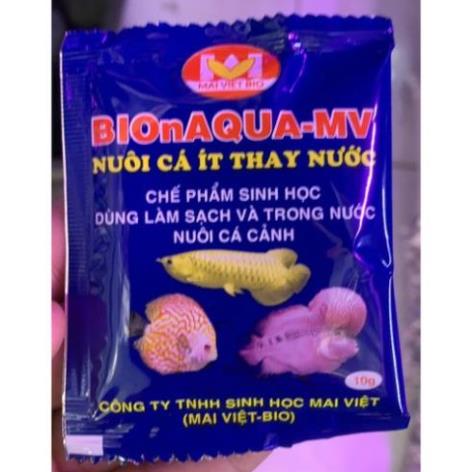 MAI VIET BIO
BIOnAQUA-MV
NUÔI CÁ ÍT THAY NƯỚC
CHẾ PHẨM SINH HỌC
DÙNG LÀM SẠCH VÀ TRONG NƯỚC
NUÔI CÁ CẢNH
10g
CÔNG TY TNHH SINH HỌC MAI VIỆT
(MAI VIỆT-BIO)